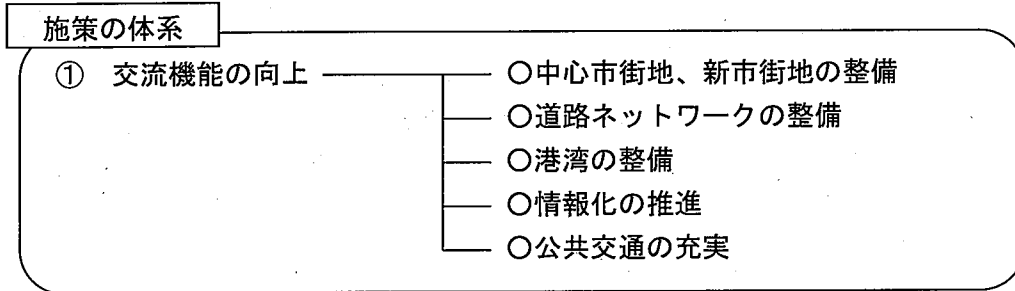 施策の体系
① 交流機能の向上 ○中心市街地、新市街地の整備
○道路ネットワークの整備
○港湾の整備
○情報化の推進
○公共交通の充実